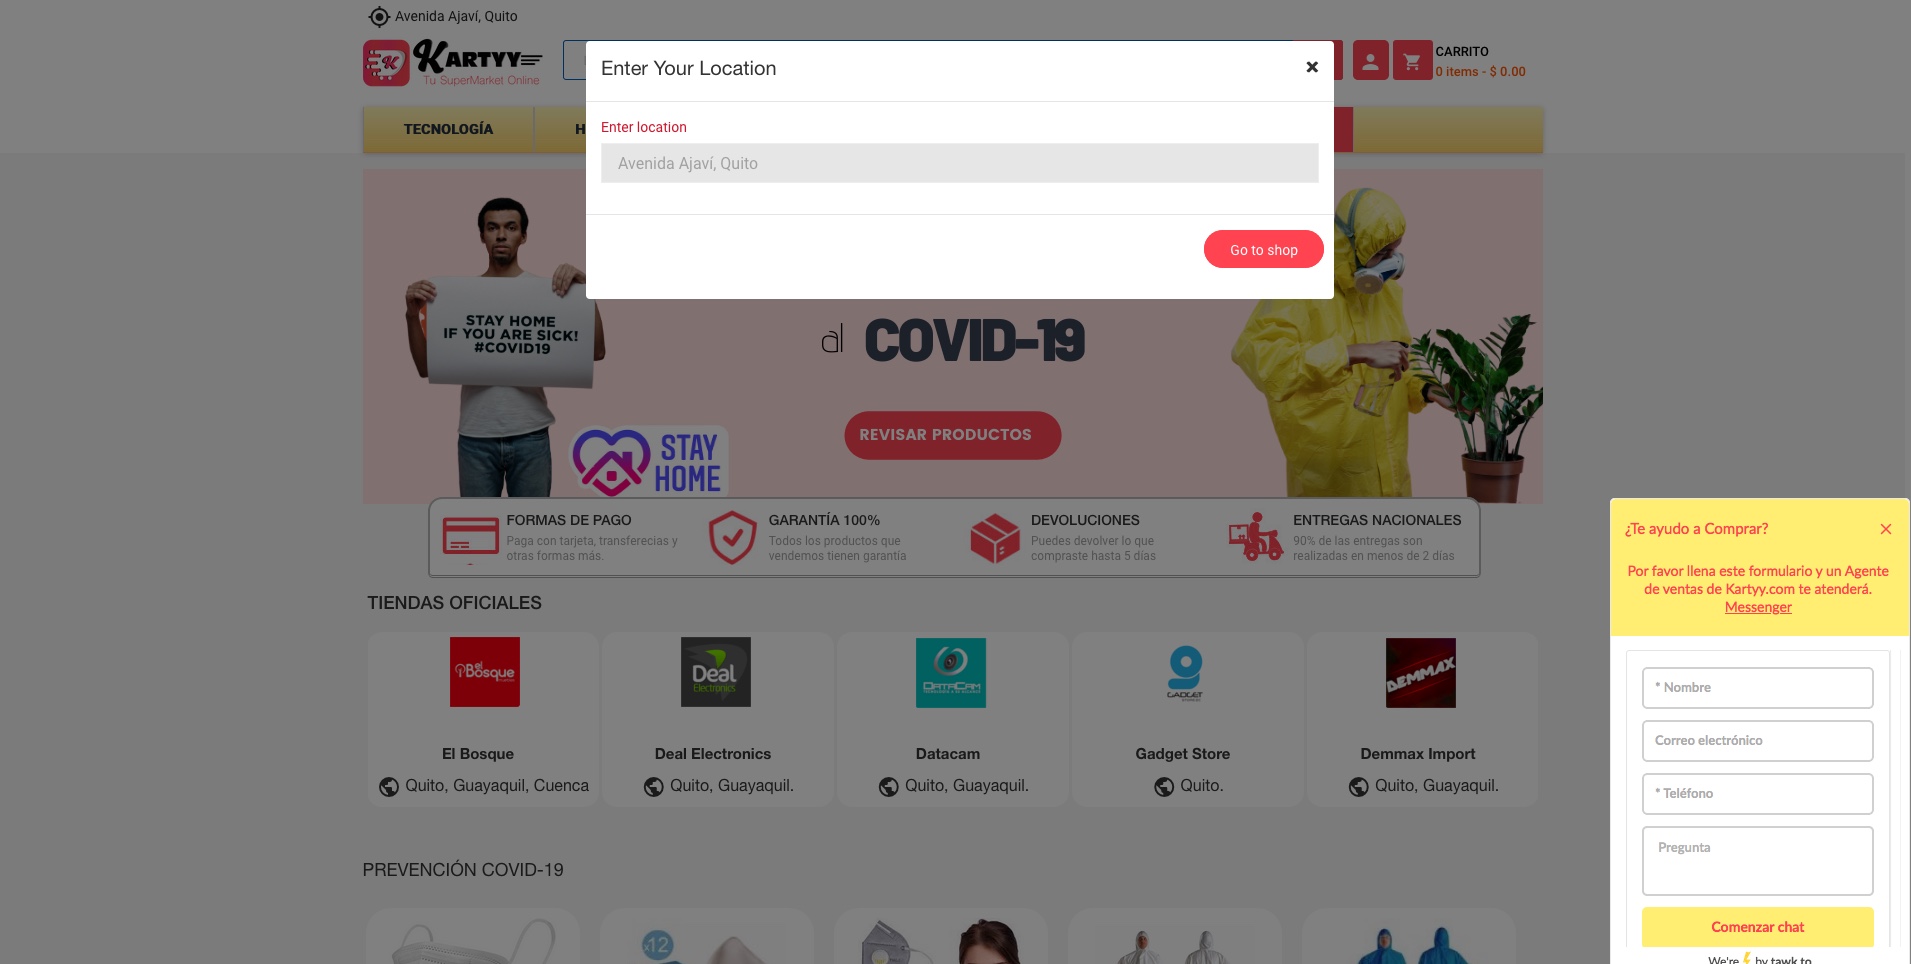 Avenida Ajaví, Quito
KARTYY
Tu SuperMarket Online
CARRITO
0 items - $ 0.00
TECNOLOGÍA
H
Enter Your Location
Enter location
Avenida Ajaví, Quito
Go to shop
STAY HOME
IF YOU ARE SICK!
#COVID19
al COVID-19
REVISAR PRODUCTOS
STAY
HOME
FORMAS DE PAGO
Paga con tarjeta, transferecias y
otras formas más.
GARANTÍA 100%
Todos los productos que
vendemos tienen garantía
DEVOLUCIONES
Puedes devolver lo que
compraste hasta 5 días
ENTREGAS NACIONALES
90% de las entregas son
realizadas en menos de 2 días
TIENDAS OFICIALES
el Bosque
Deal
Electronics
DATACAM
GADGET
DEMMAX
El Bosque
Deal Electronics
Datacam
Gadget Store
Demmax Import
Quito, Guayaquil, Cuenca
Quito, Guayaquil.
Quito, Guayaquil.
Quito.
Quito, Guayaquil.
PREVENCIÓN COVID-19
x12
¿Te ayudo a Comprar?
Por favor llena este formulario y un Agente
de ventas de Kartyy.com te atenderá.
Messenger
* Nombre
Correo electrónico
* Teléfono
Pregunta
Comenzar chat
We're by tawk.to